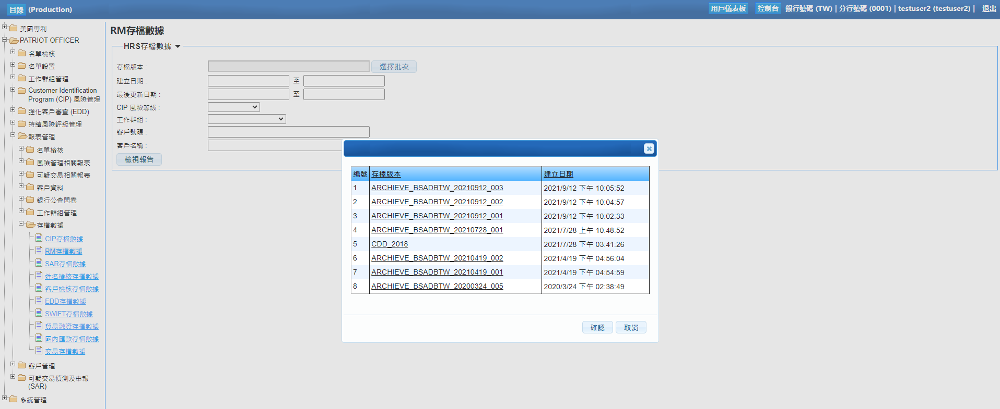 目錄 (Production)
用戶儀表板 控制台 銀行號碼 (TW) | 分行號碼 (0001) | testuser2 (testuser2) | 退出
美國專利
PATRIOT OFFICER
名單檢核
名單設置
工作群組管理
Customer Identification
Program (CIP) 風險管理
強化客戶審查 (EDD)
持續風險評級管理
報表管理
名單檢核
風險管理相關報表
可疑交易相關報表
客戶資料
銀行公會問卷
工作群組管理
存檔數據
CIP存檔數據
RM存檔數據
SAR存檔數據
姓名檢核存檔數據
客戶檢核存檔數據
EDD存檔數據
SWIFT存檔數據
貿易融資存檔數據
國內匯款存檔數據
交易存檔數據
客戶管理
可疑交易偵測及申報
(SAR)
系統管理
RM存檔數據
HRS存檔數據
存檔版本 : 選擇批次
建立日期 : 至
最後更新日期 : 至
CIP 風險等級 :
工作群組 :
客戶號碼 :
客戶名稱 :
檢視報告
編號 存檔版本 建立日期
1 ARCHIEVE_BSADBTW_20210912_003 2021/9/12 下午 10:05:52
2 ARCHIEVE_BSADBTW_20210912_002 2021/9/12 下午 10:04:57
3 ARCHIEVE_BSADBTW_20210912_001 2021/9/12 下午 10:02:33
4 ARCHIEVE_BSADBTW_20210728_001 2021/7/28 上午 10:48:52
5 CDD_2018 2021/7/28 下午 03:41:26
6 ARCHIEVE_BSADBTW_20210419_002 2021/4/19 下午 04:56:04
7 ARCHIEVE_BSADBTW_20210419_001 2021/4/19 下午 04:54:59
8 ARCHIEVE_BSADBTW_20200324_005 2020/3/24 下午 02:38:49
確認 取消